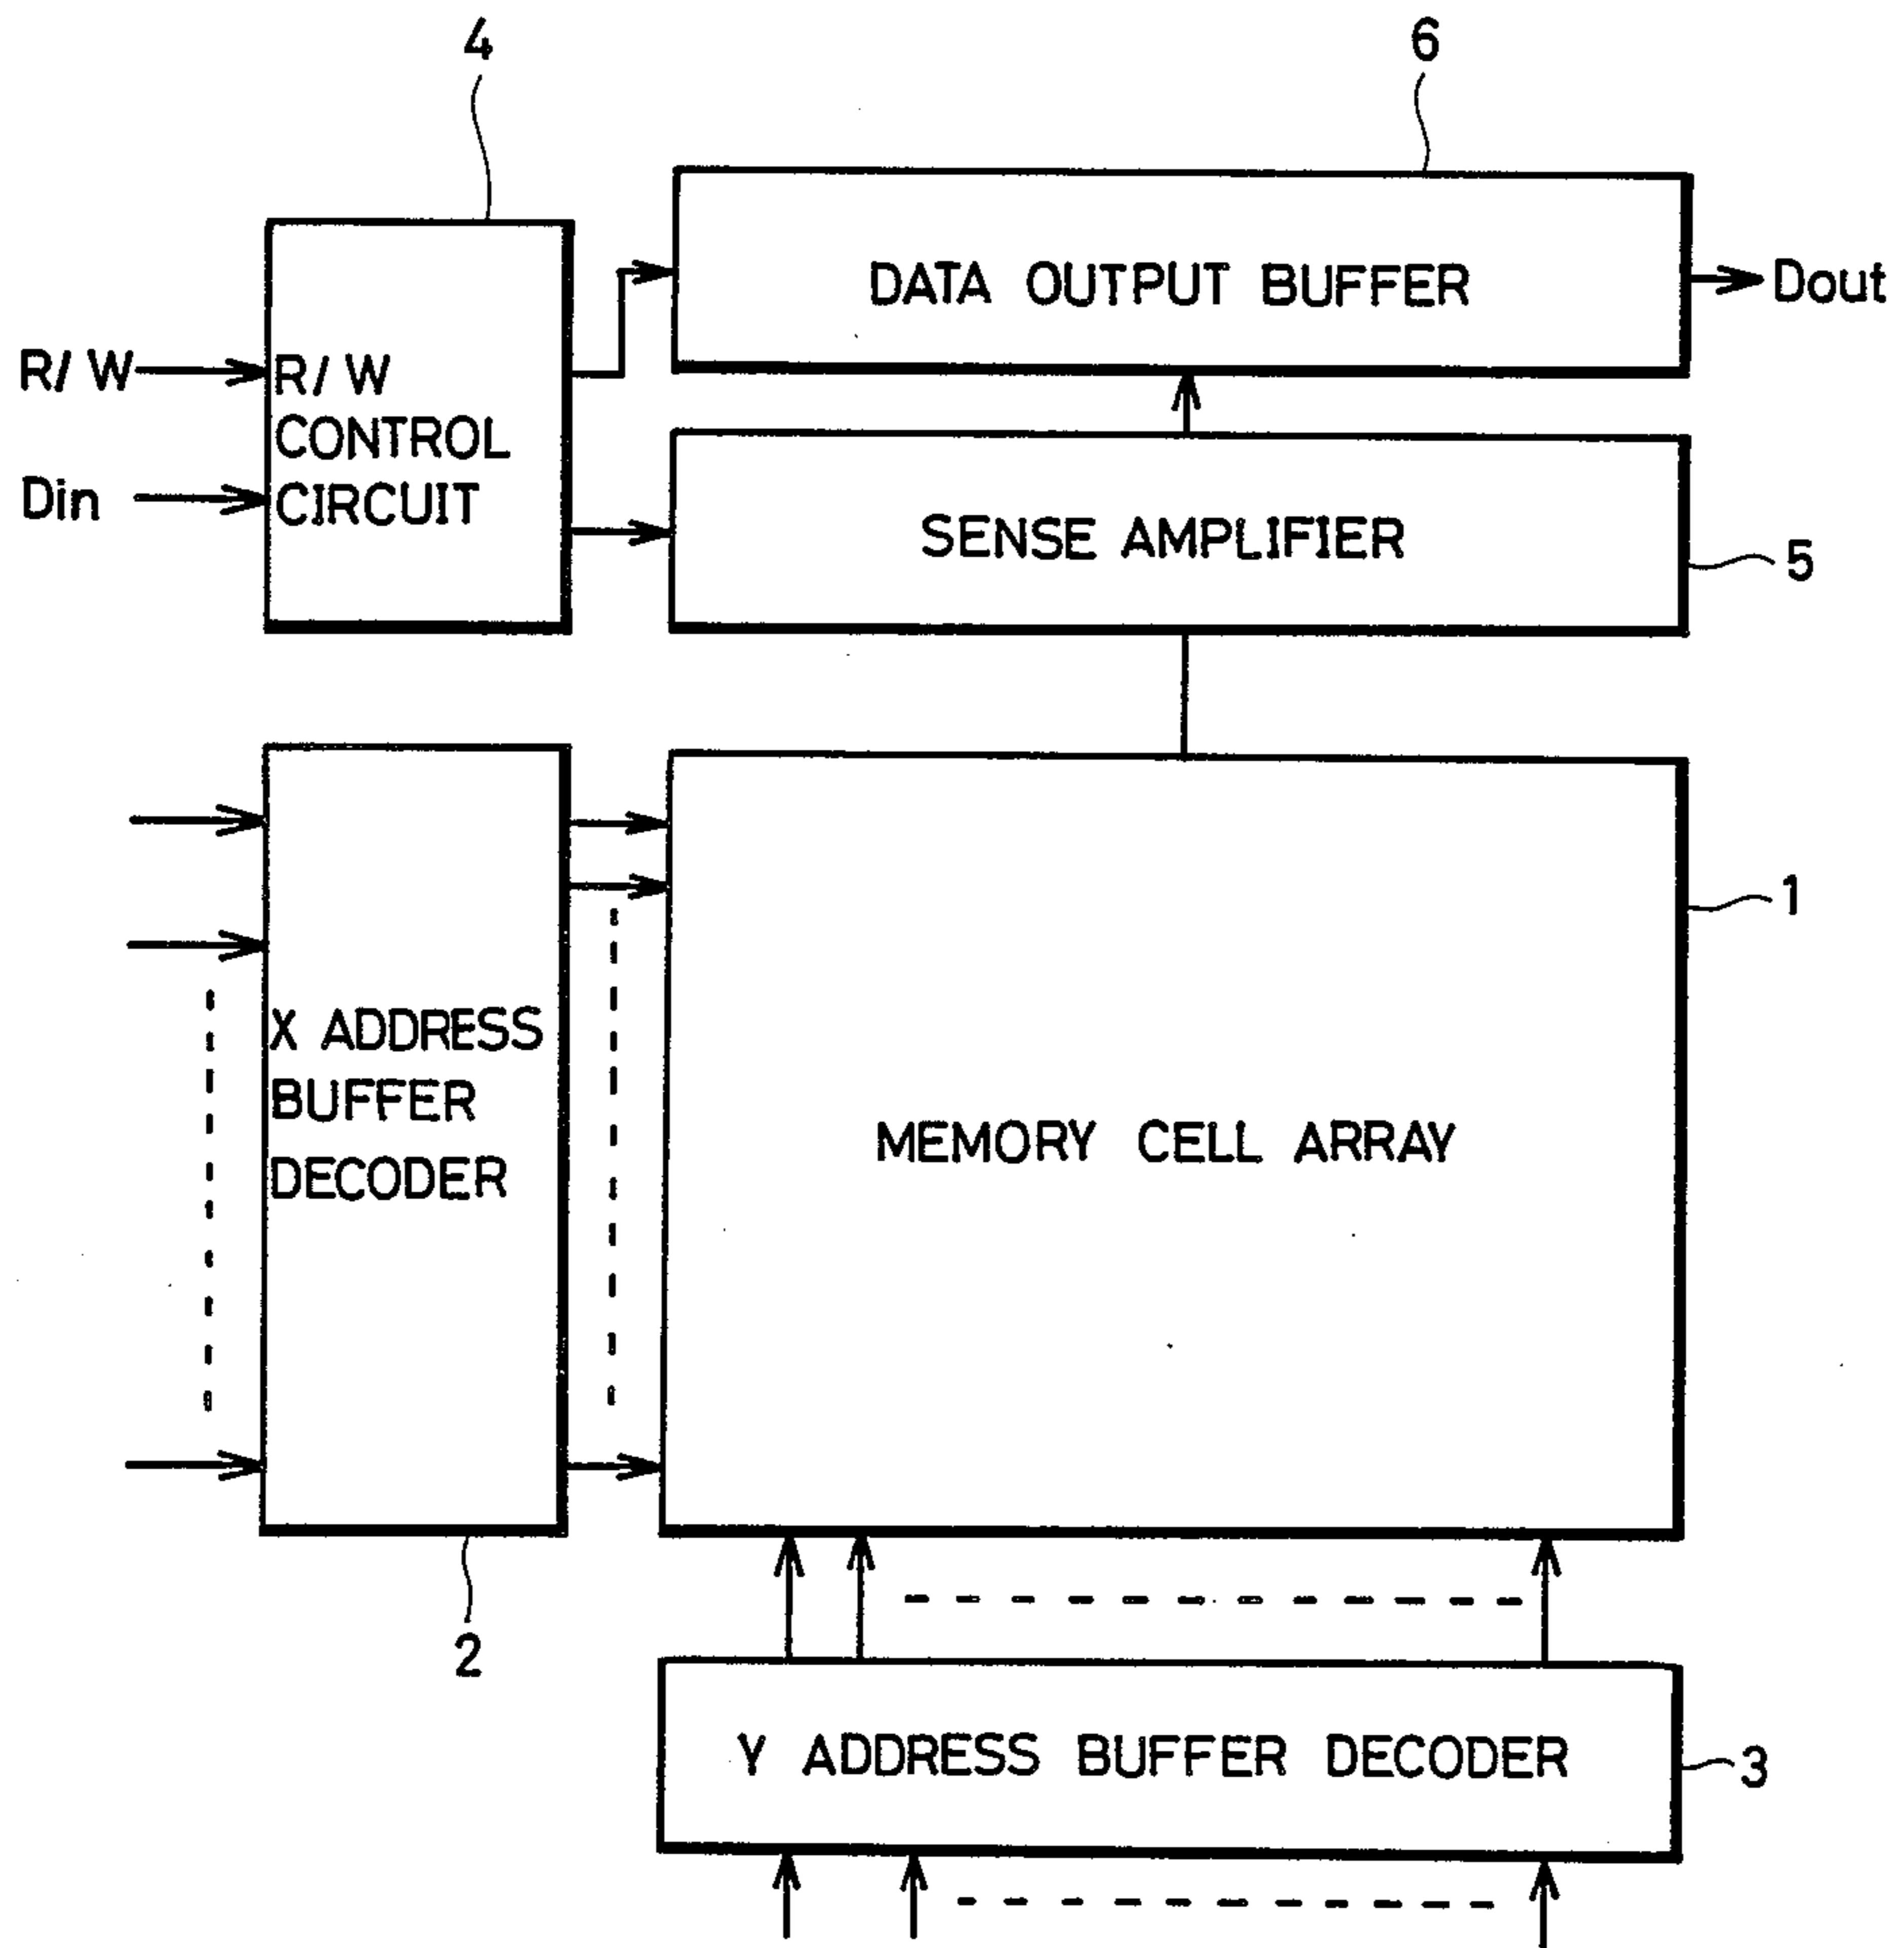 4
6
DATA OUTPUT BUFFER
Dout
R/W
R/W
CONTROL
CIRCUIT
Din
SENSE AMPLIFIER
5
1
X ADDRESS
BUFFER
DECODER
MEMORY CELL ARRAY
2
Y ADDRESS BUFFER DECODER
3